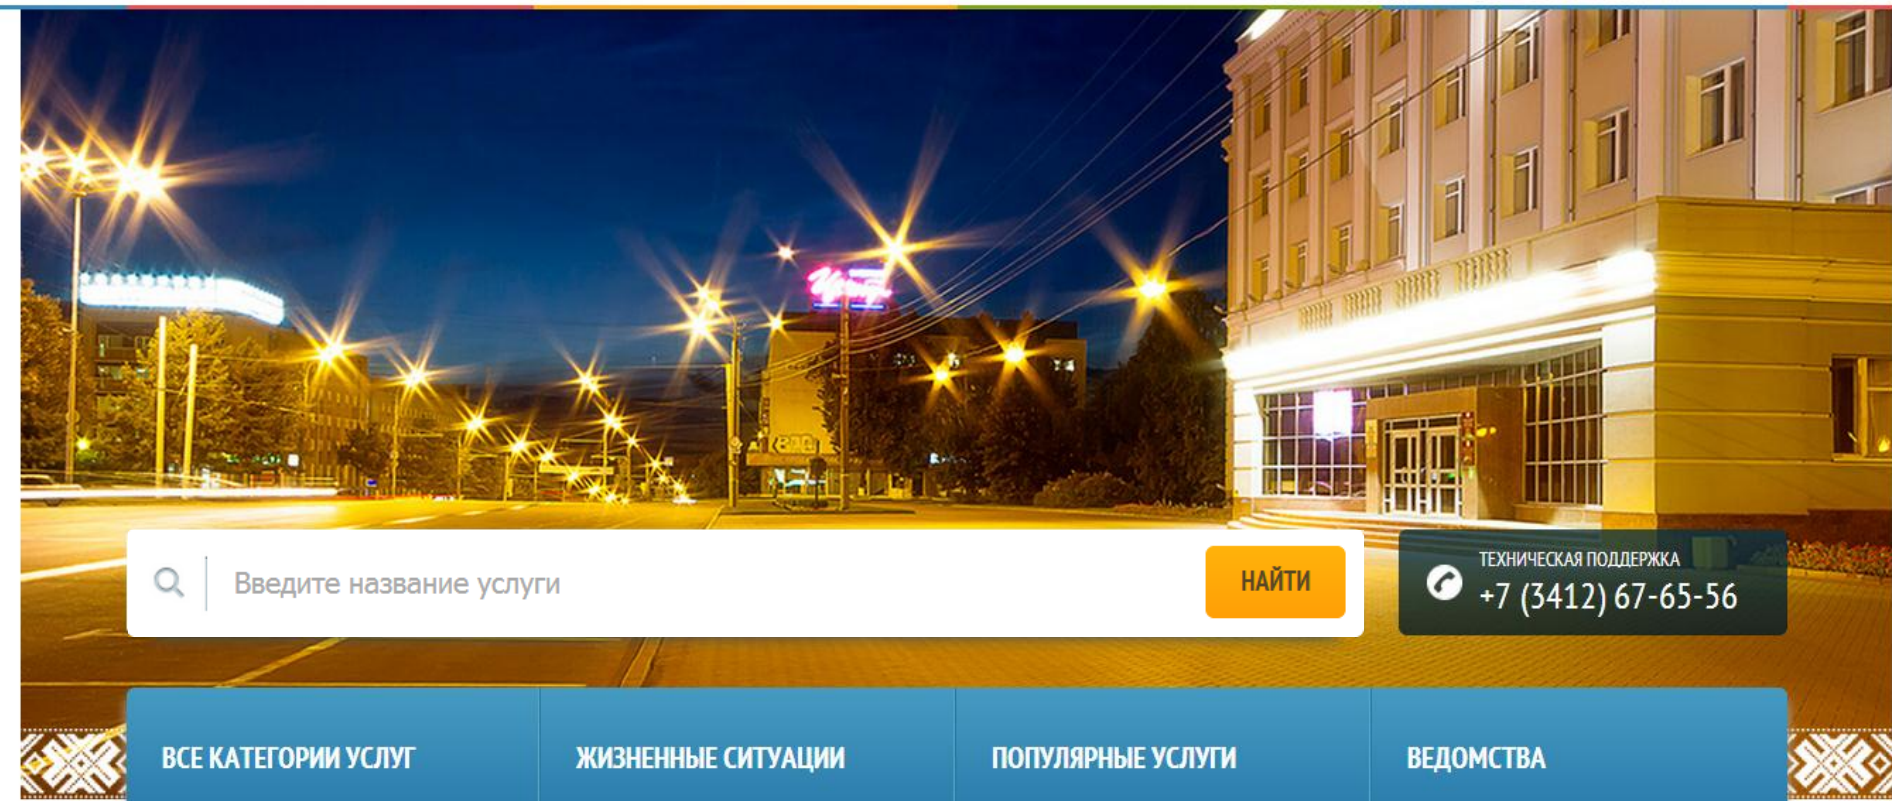 Введите название услуги
НАЙТИ
ТЕХНИЧЕСКАЯ ПОДДЕРЖКА
+7 (3412) 67-65-56
ВСЕ КАТЕГОРИИ УСЛУГ
ЖИЗНЕННЫЕ СИТУАЦИИ
ПОПУЛЯРНЫЕ УСЛУГИ
ВЕДОМСТВА